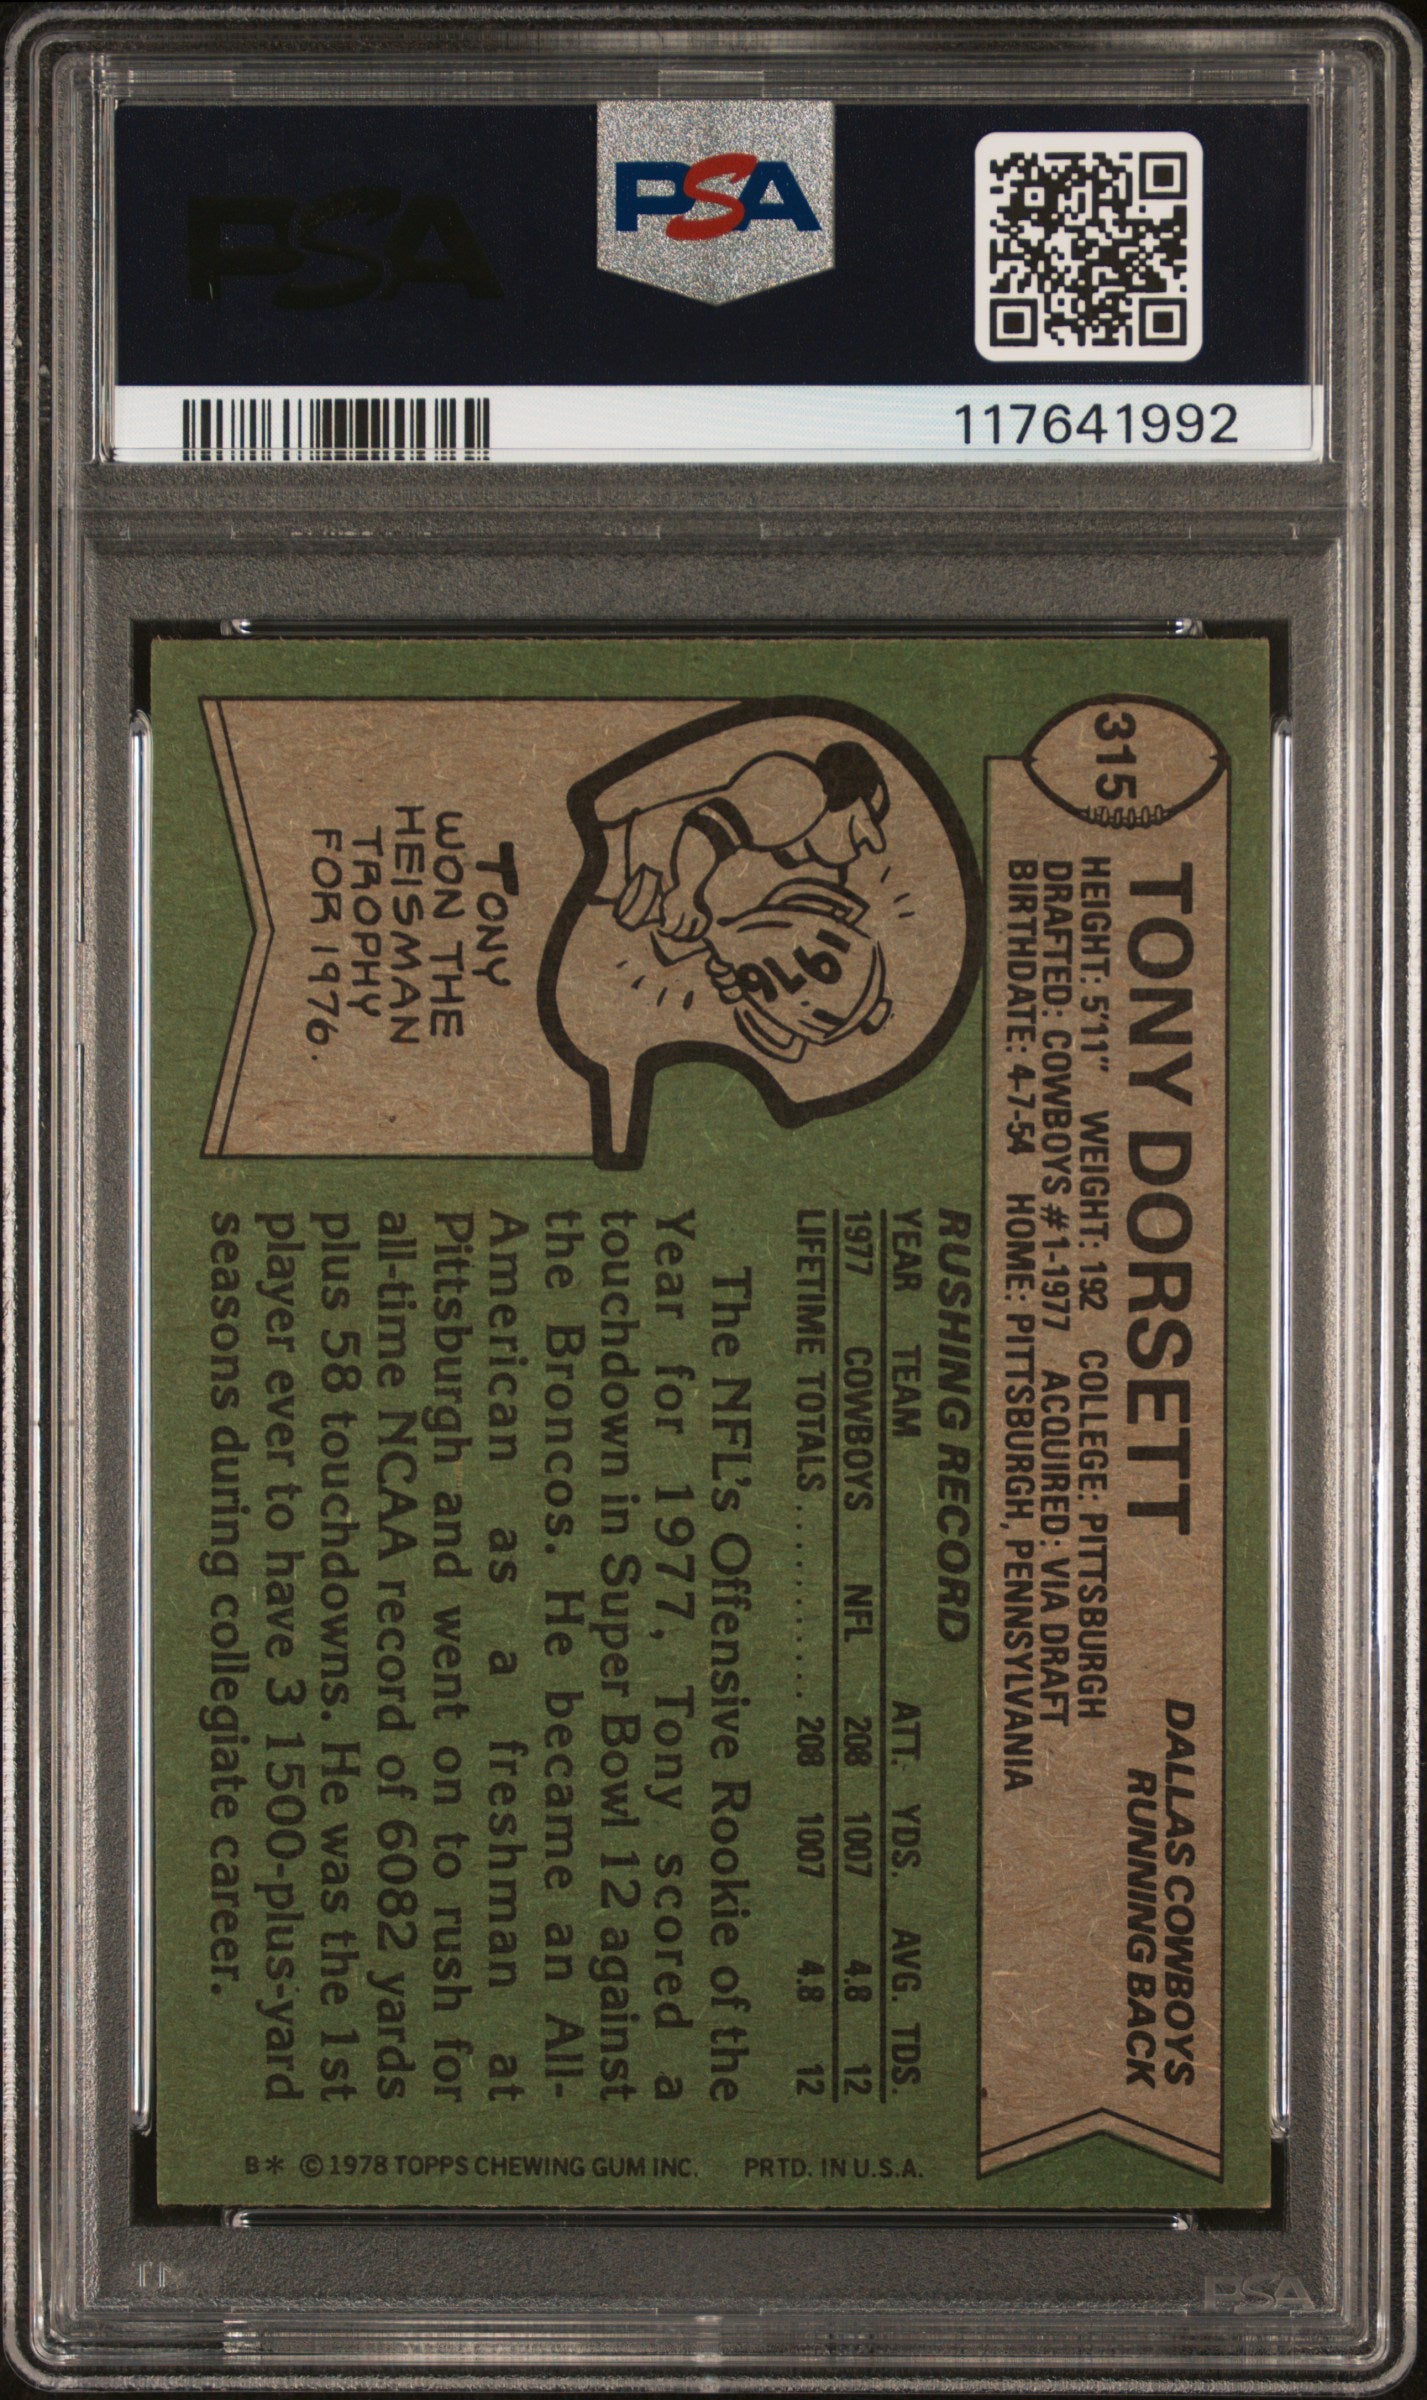 PSA
PSA
117641992
315
TONY DORSETT
DALLAS COWBOYS
RUNNING BACK
HEIGHT: 5'11" WEIGHT: 192 COLLEGE: PITTSBURGH
DRAFTED: COWBOYS #1-1977 ACQUIRED: VIA DRAFT
BIRTHDATE: 4-7-54 HOME: PITTSBURGH, PENNSYLVANIA
1976
TONY
WON THE
HEISMAN
TROPHY
FOR 1976.
RUSHING RECORD
YEAR TEAM ATT. YDS. AVG. TDS.
1977 COWBOYS NFL 208 1007 4.8 12
LIFETIME TOTALS .......... 208 1007 4.8 12
The NFL's Offensive Rookie of the
Year for 1977, Tony scored a
touchdown in Super Bowl 12 against
the Broncos. He became an All-
American as a freshman at
Pittsburgh and went on to rush for
all-time NCAA record of 6082 yards
plus 58 touchdowns. He was the 1st
player ever to have 3 1500-plus-yard
seasons during collegiate career.
B* © 1978 TOPPS CHEWING GUM INC. PRTD. IN U.S.A.
TM
PSA